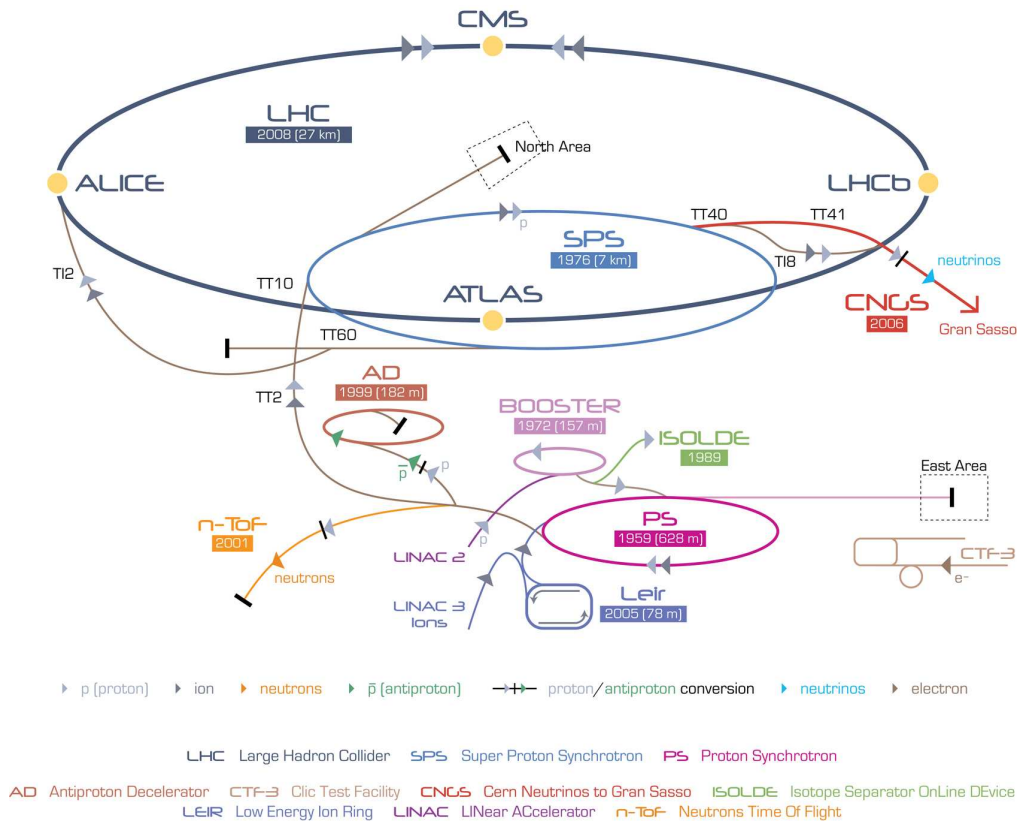 CMS
LHC
2008 (27 km)
North Area
ALICE
LHCb
p
TT40
TT41
SPS
1976 (7 km)
TI8
TI2
TT10
ATLAS
neutrinos
CNGS
2006
Gran Sasso
TT60
AD
1999 (182 m)
TT2
BOOSTER
1972 (157 m)
ISOLDE
1989
p̅
p
East Area
n-ToF
2001
PS
1959 (628 m)
p
LINAC 2
neutrons
CTF-3
e-
LINAC 3
Ions
Leir
2005 (78 m)
p (proton)
ion
neutrons
p̅ (antiproton)
proton/antiproton conversion
neutrinos
electron
LHC Large Hadron Collider SPS Super Proton Synchrotron PS Proton Synchrotron
AD Antiproton Decelerator CTF-3 Clic Test Facility CNGS Cern Neutrinos to Gran Sasso ISOLDE Isotope Separator OnLine DEvice
LEIR Low Energy Ion Ring LINAC LINear ACcelerator n-ToF Neutrons Time Of Flight